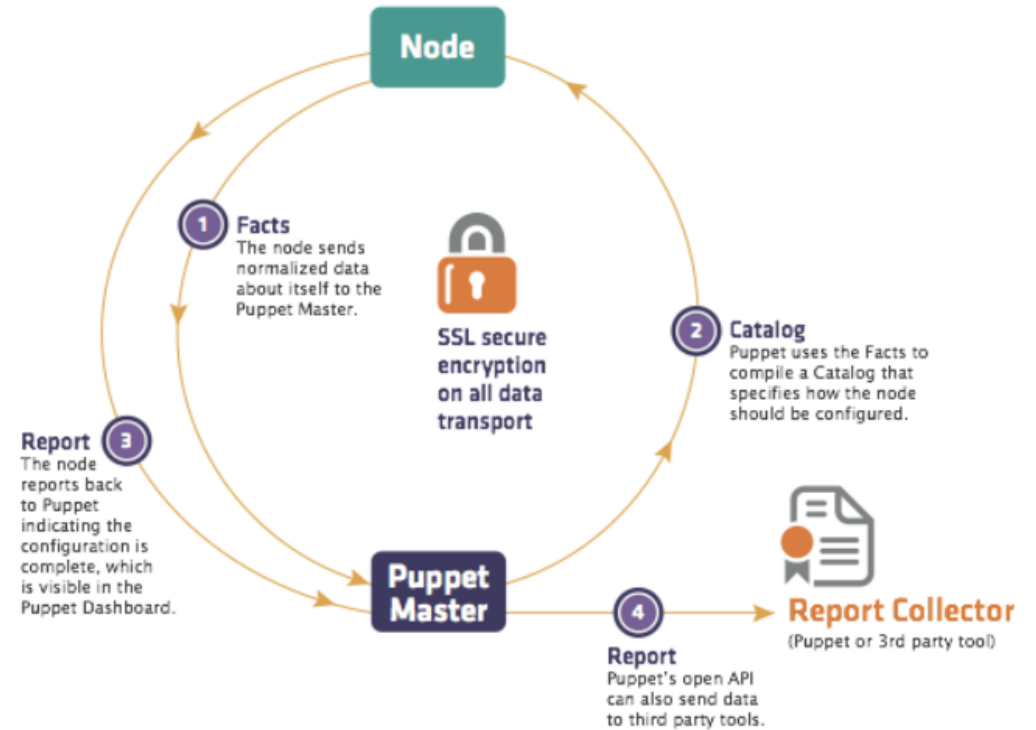 Node
1
Facts
The node sends
normalized data
about itself to the
Puppet Master.
SSL secure
encryption
on all data
transport
2
Catalog
Puppet uses the Facts to
compile a Catalog that
specifies how the node
should be configured.
Report
3
The node
reports back
to Puppet
indicating the
configuration is
complete, which
is visible in the
Puppet Dashboard.
Puppet
Master
4
Report
Puppet's open API
can also send data
to third party tools.
Report Collector
(Puppet or 3rd party tool)